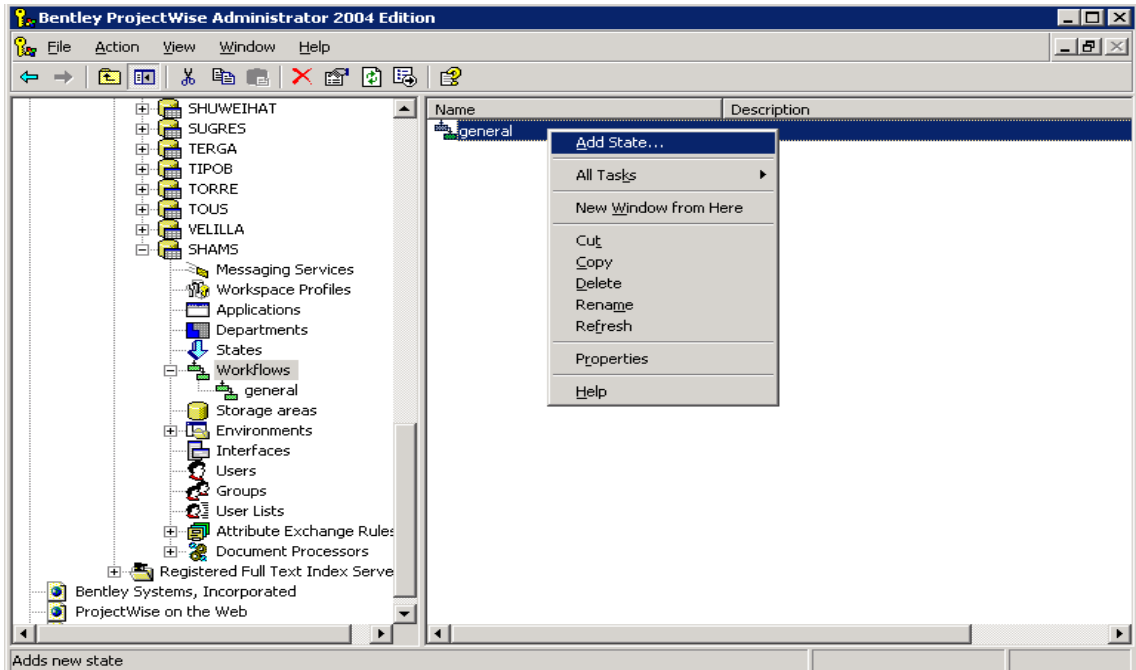 Bentley ProjectWise Administrator 2004 Edition
File Action View Window Help
SHUWEIHAT
SUGRES
TERGA
TIPOB
TORRE
TOUS
VELILLA
SHAMS
Messaging Services
Workspace Profiles
Applications
Departments
States
Workflows
general
Storage areas
Environments
Interfaces
Users
Groups
User Lists
Attribute Exchange Rules
Document Processors
Registered Full Text Index Serve
Bentley Systems, Incorporated
ProjectWise on the Web
Name Description
general
Add State...
All Tasks
New Window from Here
Cut
Copy
Delete
Rename
Refresh
Properties
Help
Adds new state